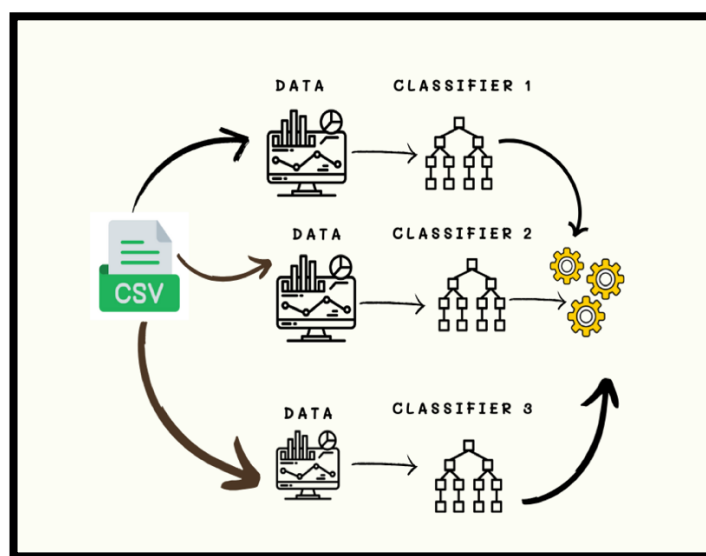 DATA CLASSIFIER 1
DATA CLASSIFIER 2
CSV
DATA CLASSIFIER 3